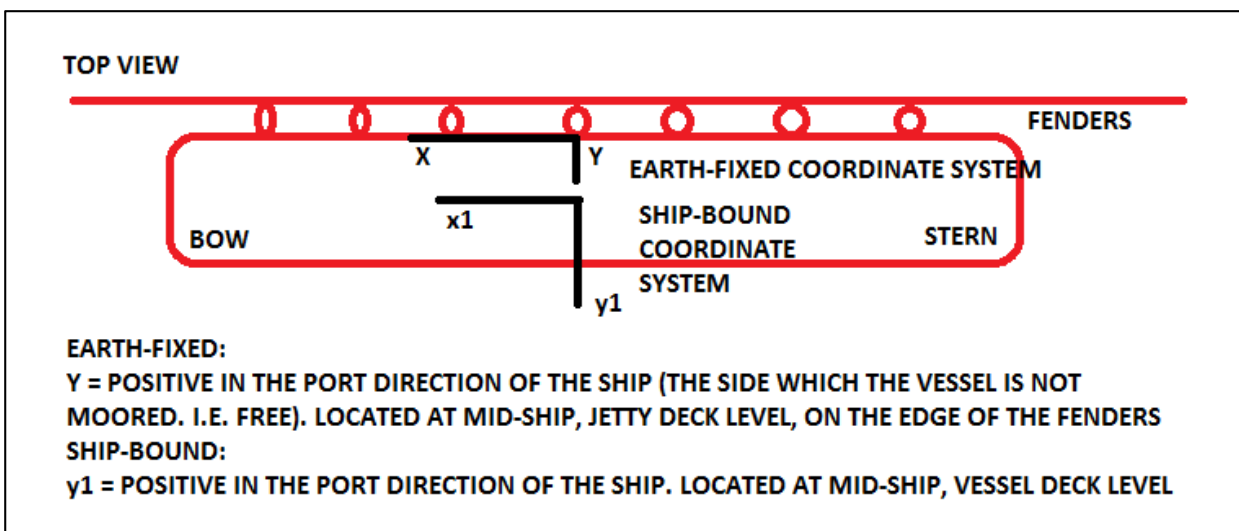 TOP VIEW
FENDERS
X
Y
EARTH-FIXED COORDINATE SYSTEM
x1
SHIP-BOUND
COORDINATE
SYSTEM
BOW
STERN
y1
EARTH-FIXED:
Y = POSITIVE IN THE PORT DIRECTION OF THE SHIP (THE SIDE WHICH THE VESSEL IS NOT
MOORED. I.E. FREE). LOCATED AT MID-SHIP, JETTY DECK LEVEL, ON THE EDGE OF THE FENDERS
SHIP-BOUND:
y1 = POSITIVE IN THE PORT DIRECTION OF THE SHIP. LOCATED AT MID-SHIP, VESSEL DECK LEVEL